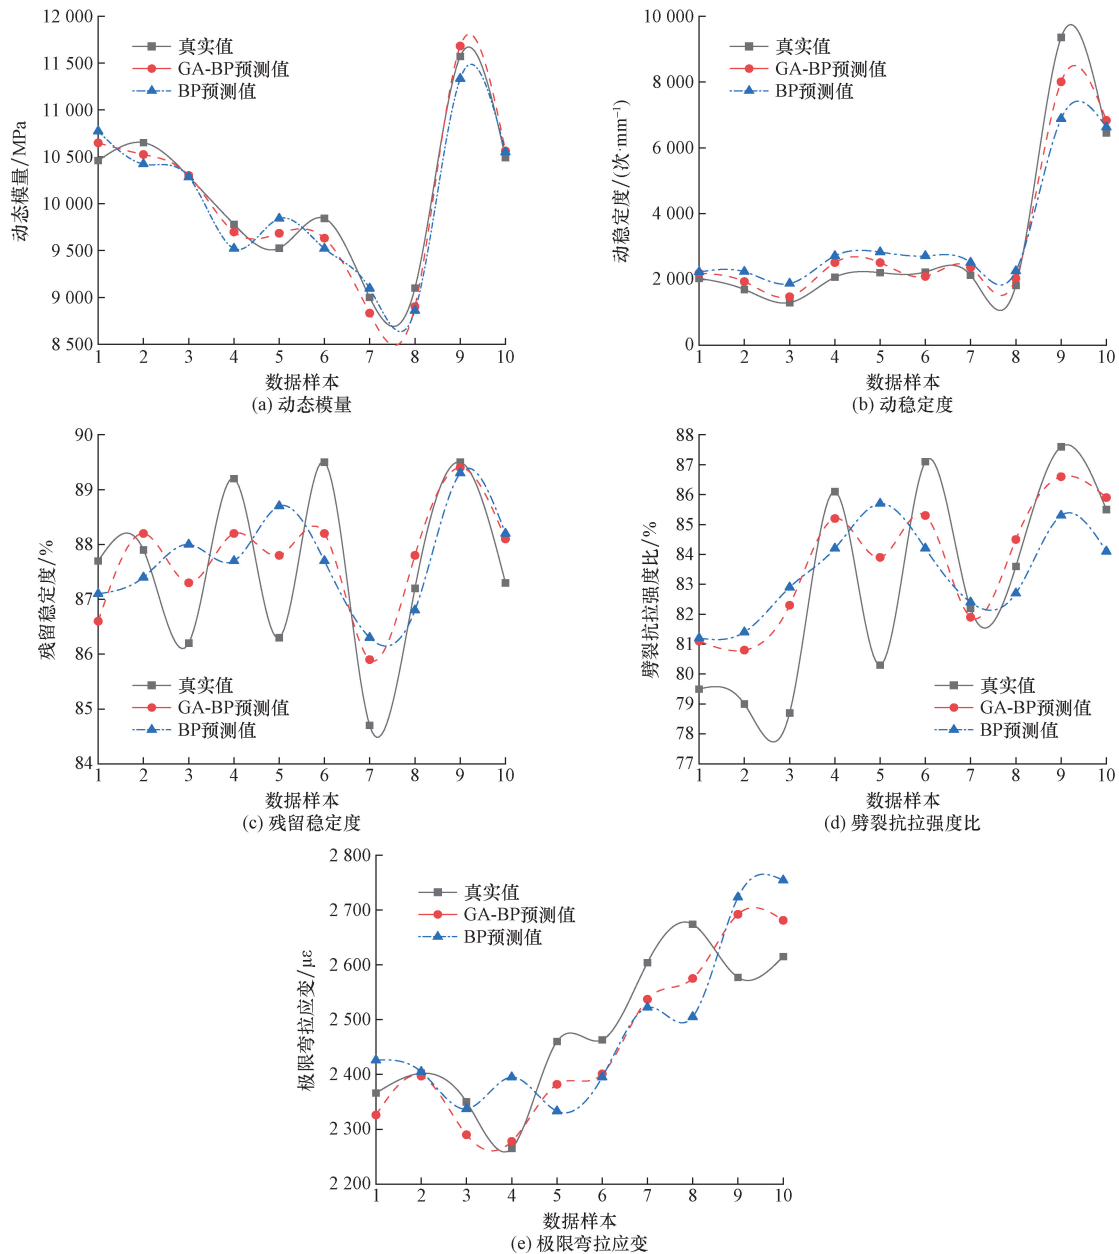 12 000
11 500
11 000
10 500
10 000
9 500
9 000
8 500
动态模量/MPa
真实值
GA-BP预测值
BP预测值
1 2 3 4 5 6 7 8 9 10
数据样本
(a) 动态模量
10 000
8 000
6 000
4 000
2 000
0
动稳定度/(次·mm⁻¹)
真实值
GA-BP预测值
BP预测值
1 2 3 4 5 6 7 8 9 10
数据样本
(b) 动稳定度
90
89
88
87
86
85
84
残留稳定度/%
真实值
GA-BP预测值
BP预测值
1 2 3 4 5 6 7 8 9 10
数据样本
(c) 残留稳定度
88
87
86
85
84
83
82
81
80
79
78
77
劈裂抗拉强度比/%
真实值
GA-BP预测值
BP预测值
1 2 3 4 5 6 7 8 9 10
数据样本
(d) 劈裂抗拉强度比
2 800
2 700
2 600
2 500
2 400
2 300
2 200
极限弯拉应变/με
真实值
GA-BP预测值
BP预测值
1 2 3 4 5 6 7 8 9 10
数据样本
(e) 极限弯拉应变